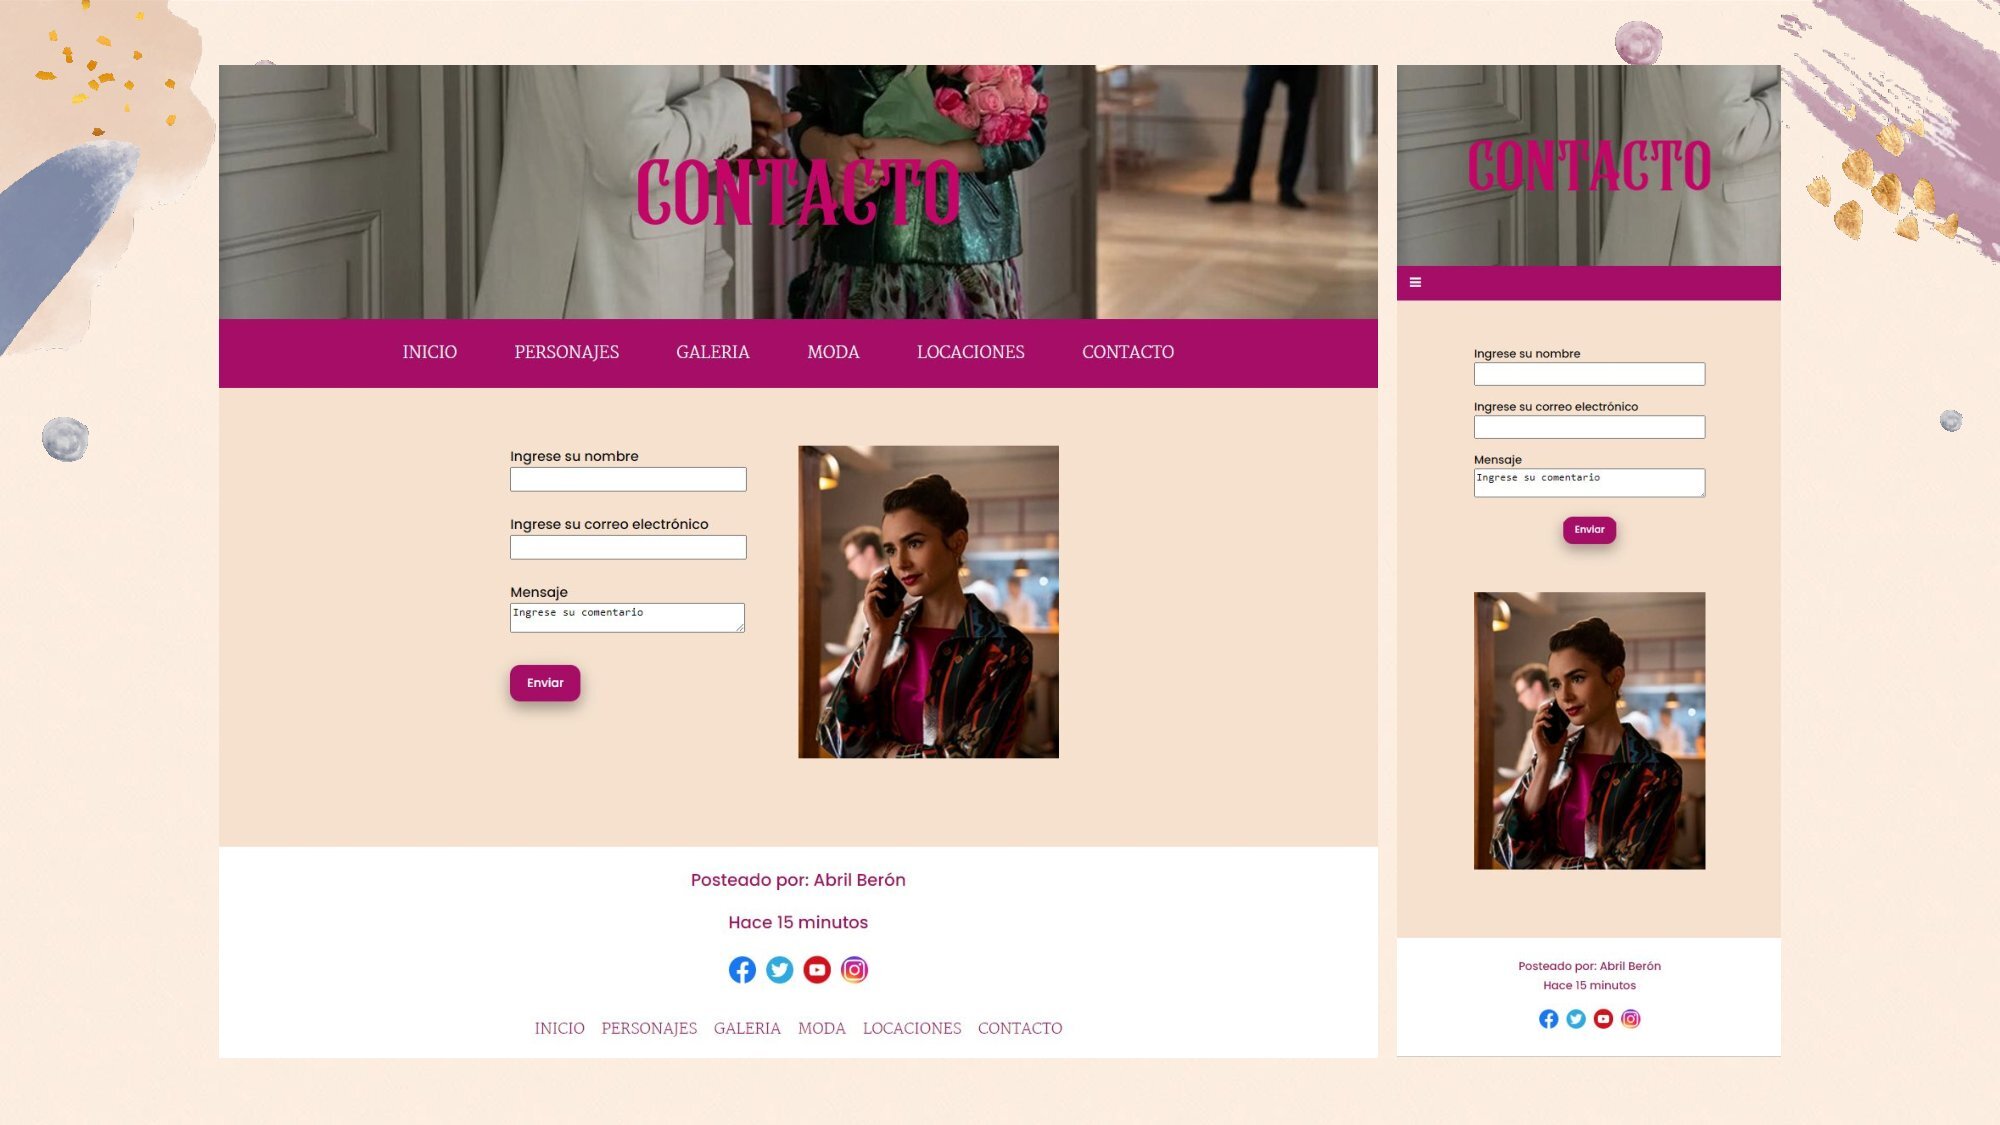 CONTACTO
INICIO PERSONAJES GALERIA MODA LOCACIONES CONTACTO
Ingrese su nombre
Ingrese su correo electrónico
Mensaje
Ingrese su comentario
Enviar
Posteado por: Abril Berón
Hace 15 minutos
INICIO PERSONAJES GALERIA MODA LOCACIONES CONTACTO
CONTACTO
Ingrese su nombre
Ingrese su correo electrónico
Mensaje
Ingrese su comentario
Enviar
Posteado por: Abril Berón
Hace 15 minutos